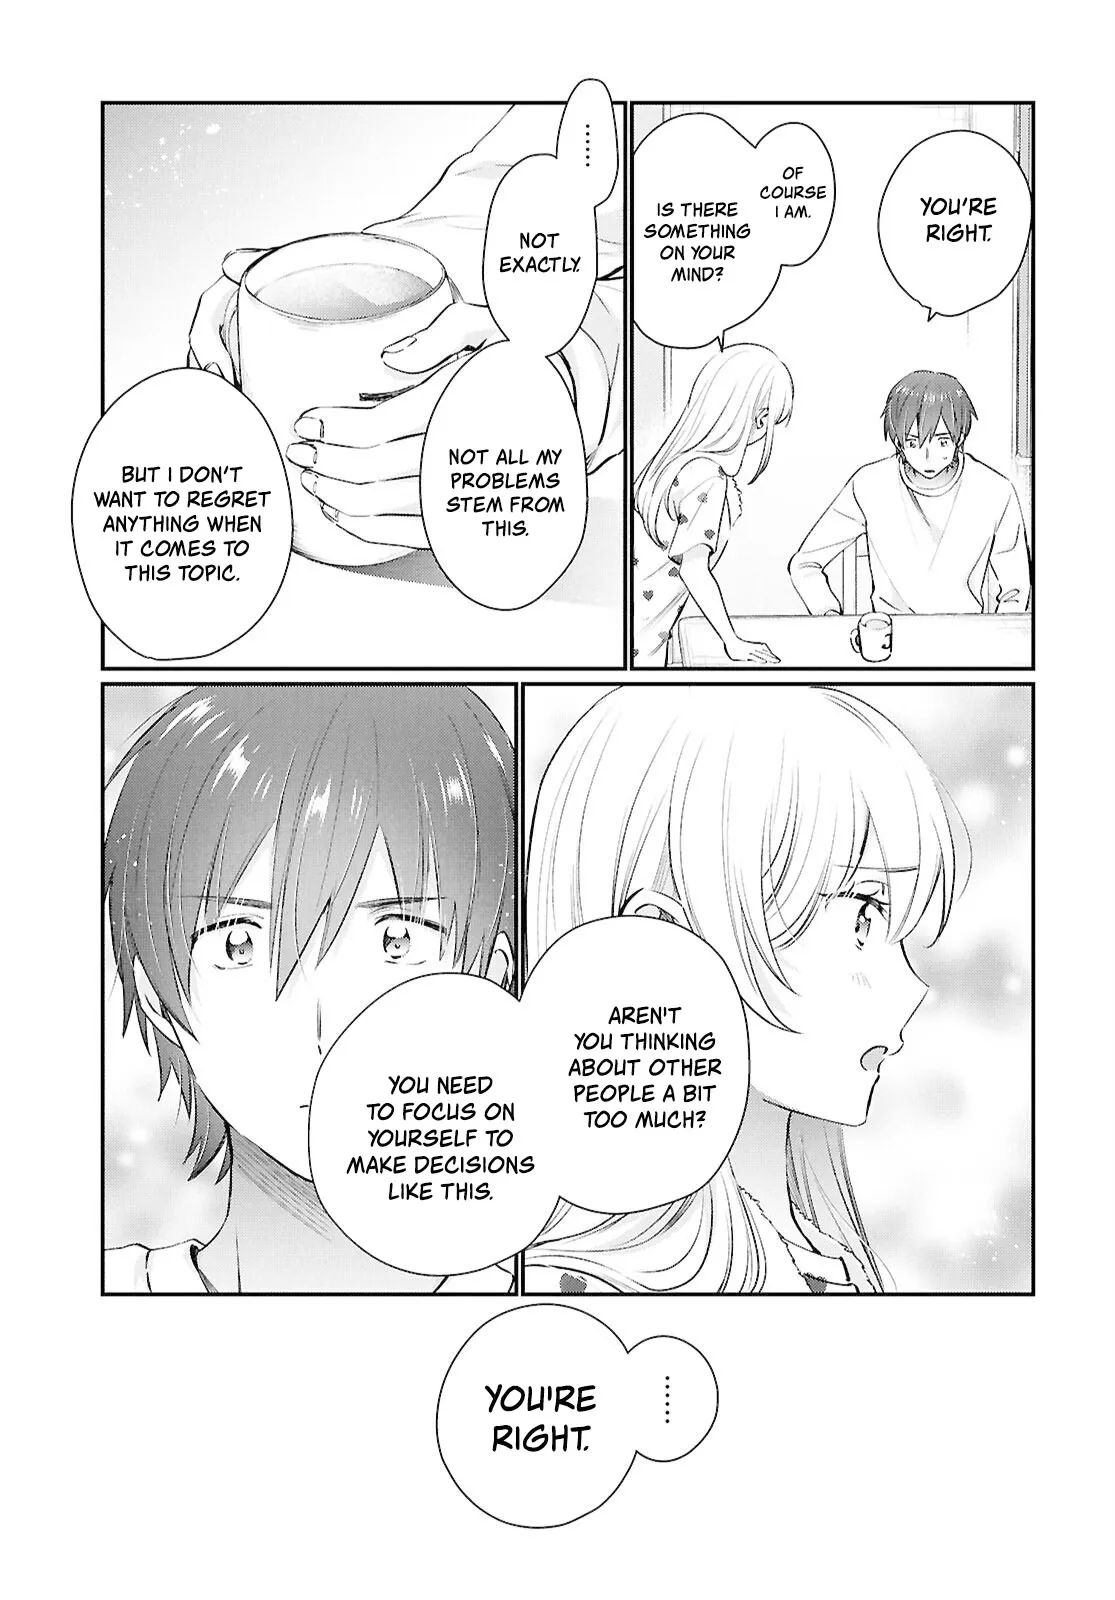 YOU'RE
RIGHT.
OF
COURSE
I AM.
IS THERE
SOMETHING
ON YOUR
MIND?
......
NOT
EXACTLY.
NOT ALL MY
PROBLEMS
STEM FROM
THIS.
BUT I DON'T
WANT TO REGRET
ANYTHING WHEN
IT COMES TO
THIS TOPIC.
AREN'T
YOU THINKING
ABOUT OTHER
PEOPLE A BIT
TOO MUCH?
YOU NEED
TO FOCUS ON
YOURSELF TO
MAKE DECISIONS
LIKE THIS.
......
YOU'RE
RIGHT.